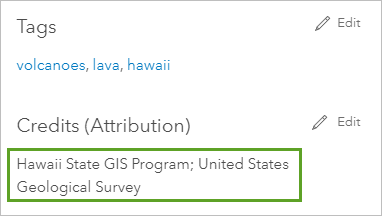 Tags
Edit
volcanoes, lava, hawaii
Credits (Attribution)
Edit
Hawaii State GIS Program; United States
Geological Survey